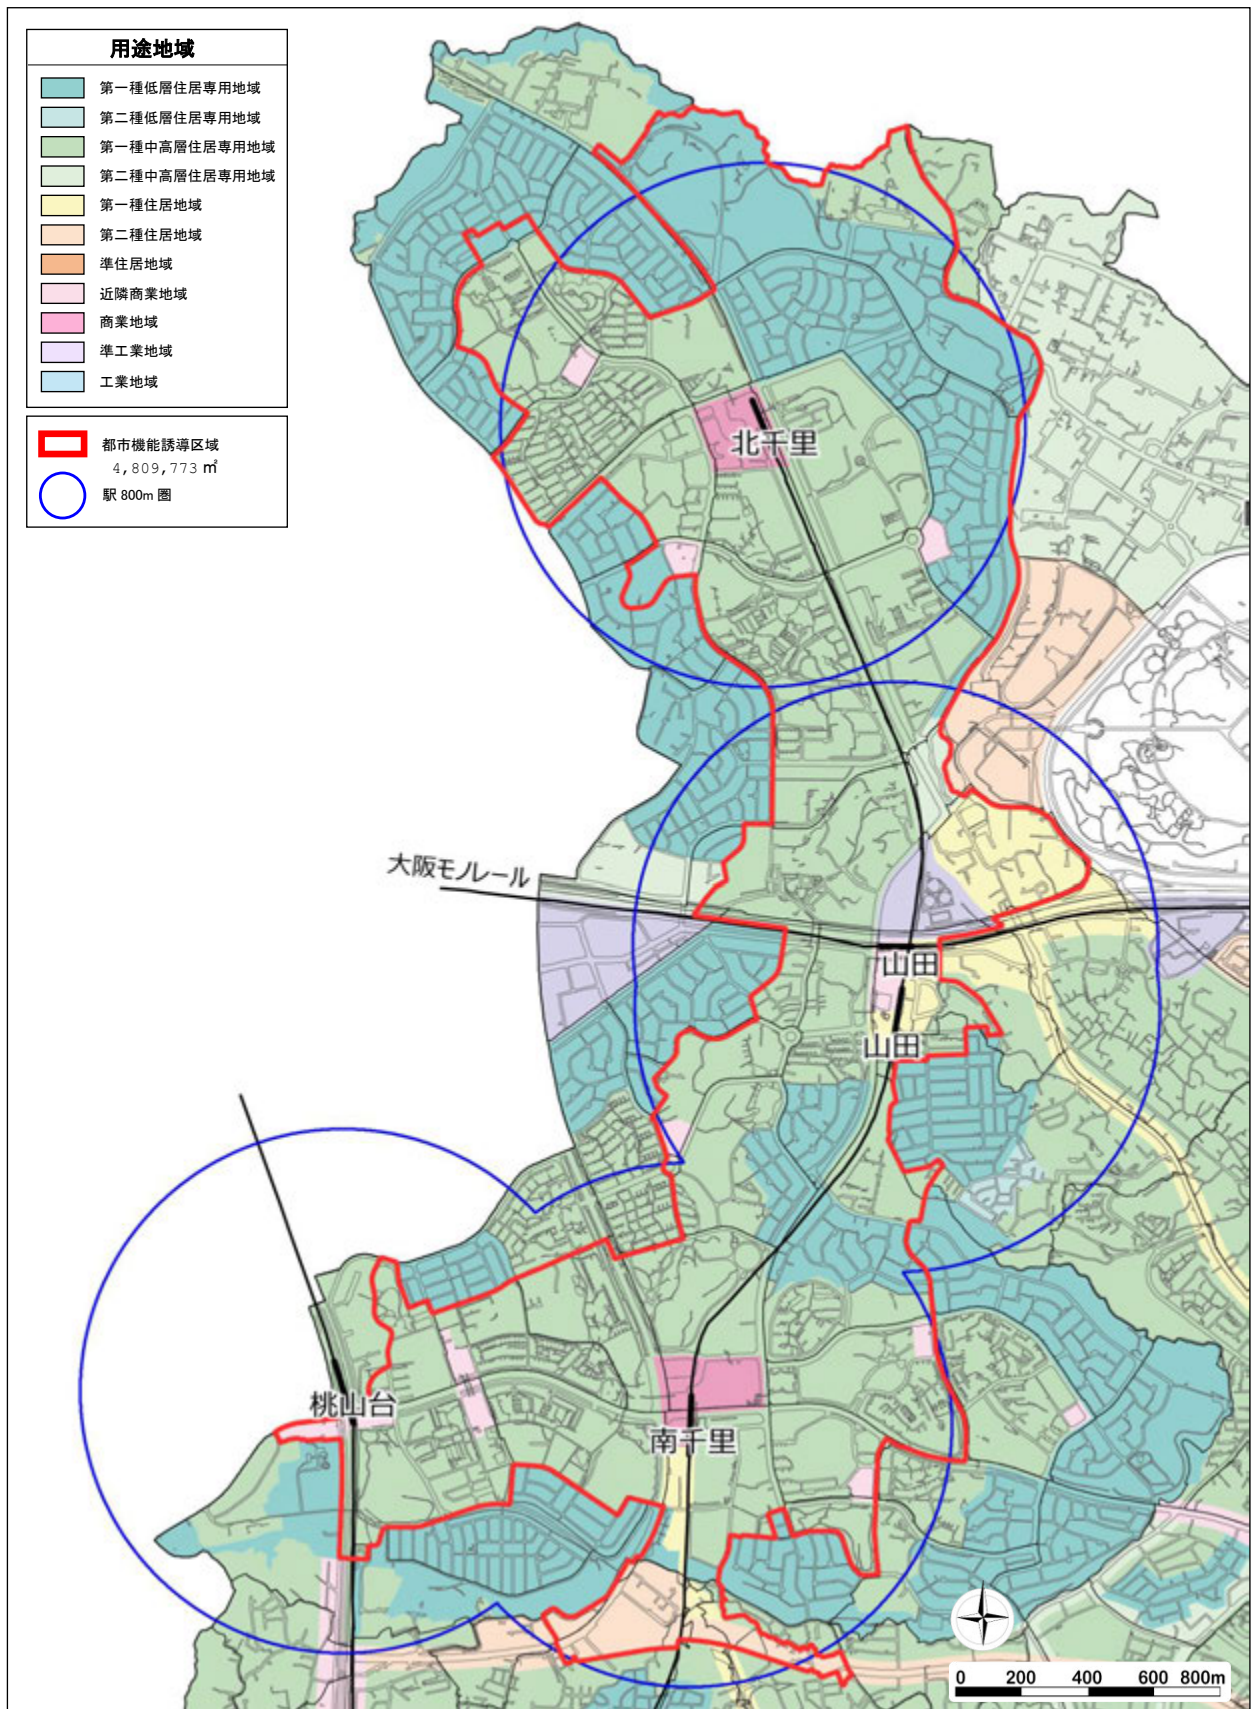 用途地域
第一種低層住居専用地域
第二種低層住居専用地域
第一種中高層住居専用地域
第二種中高層住居専用地域
第一種住居地域
第二種住居地域
準住居地域
近隣商業地域
商業地域
準工業地域
工業地域
都市機能誘導区域
4,809,773 ㎡
駅 800m 圏
北千里
大阪モノレール
山田
山田
桃山台
南千里
0 200 400 600 800m